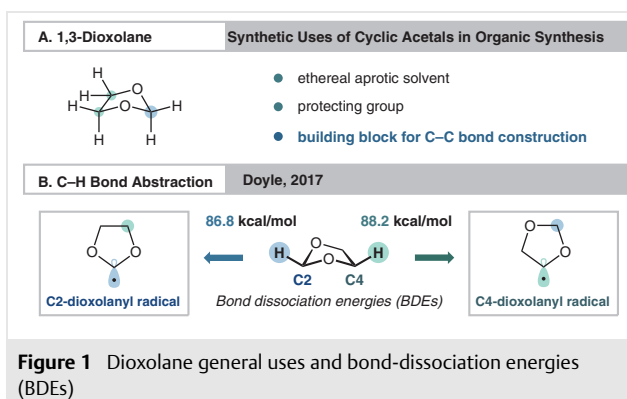 A. 1,3-Dioxolane
Synthetic Uses of Cyclic Acetals in Organic Synthesis
H
H
H
O
O
H
H
H
ethereal aprotic solvent
protecting group
building block for C–C bond construction
B. C–H Bond Abstraction
Doyle, 2017
O
O
C2-dioxolanyl radical
86.8 kcal/mol
88.2 kcal/mol
H
O
O
H
C2
C4
Bond dissociation energies (BDEs)
O
O
C4-dioxolanyl radical
Figure 1 Dioxolane general uses and bond-dissociation energies
(BDEs)